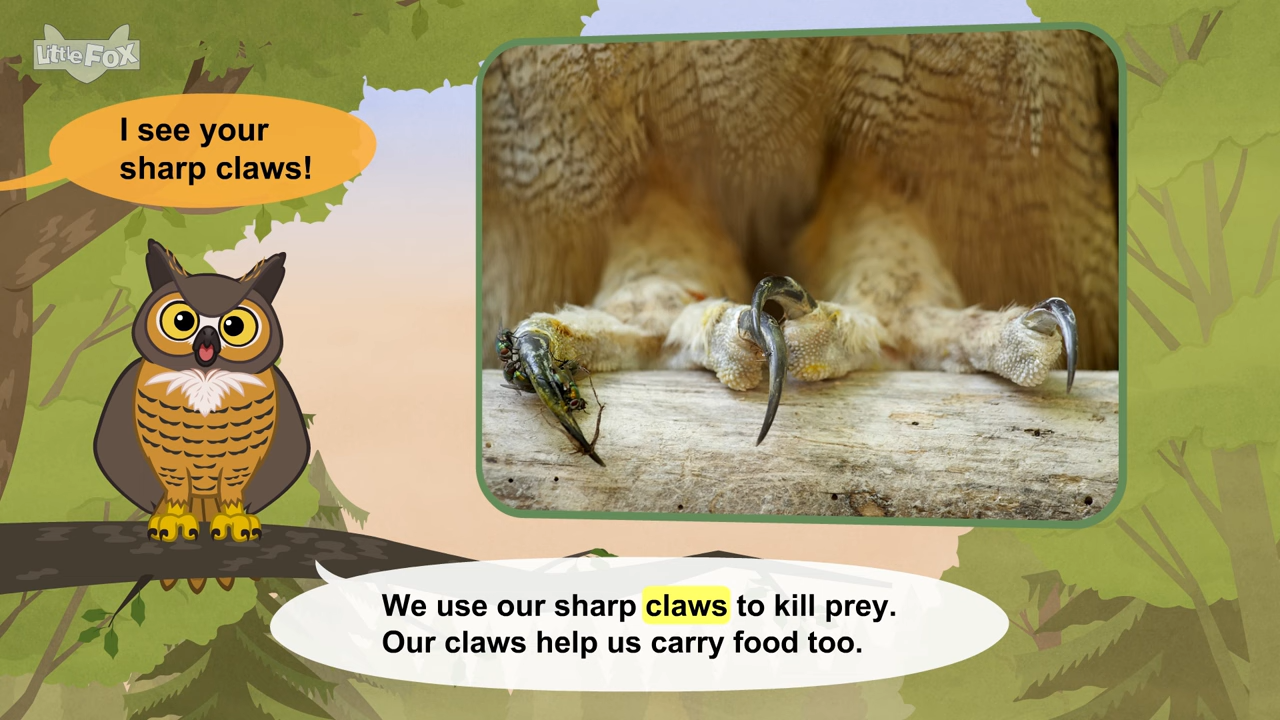 Little Fox
I see your
sharp claws!
We use our sharp claws to kill prey.
Our claws help us carry food too.